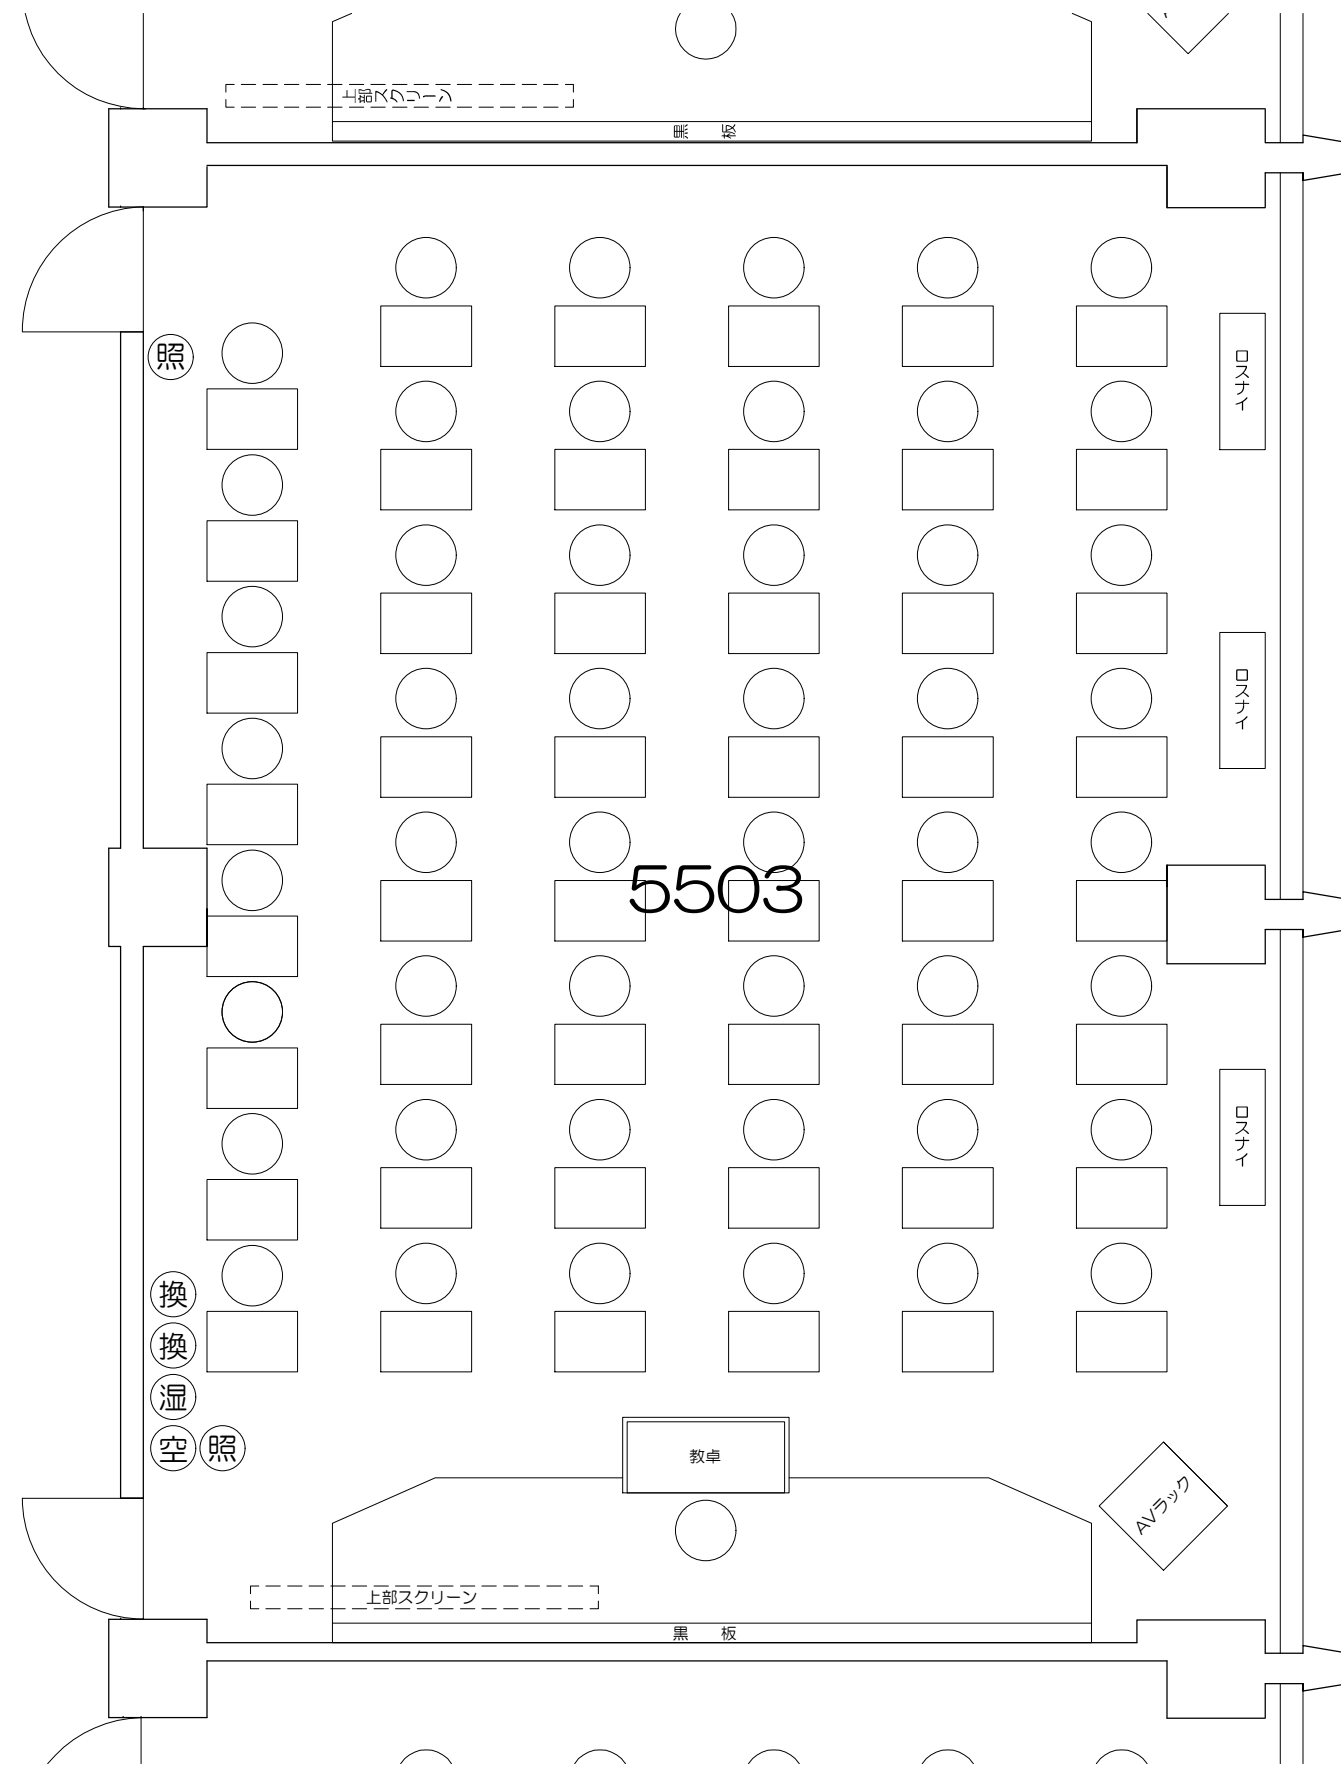 上部スクリーン
黒 板
照
ロスナイ
ロスナイ
5503
ロスナイ
換
換
湿
空 照
教卓
AVラック
上部スクリーン
黒 板